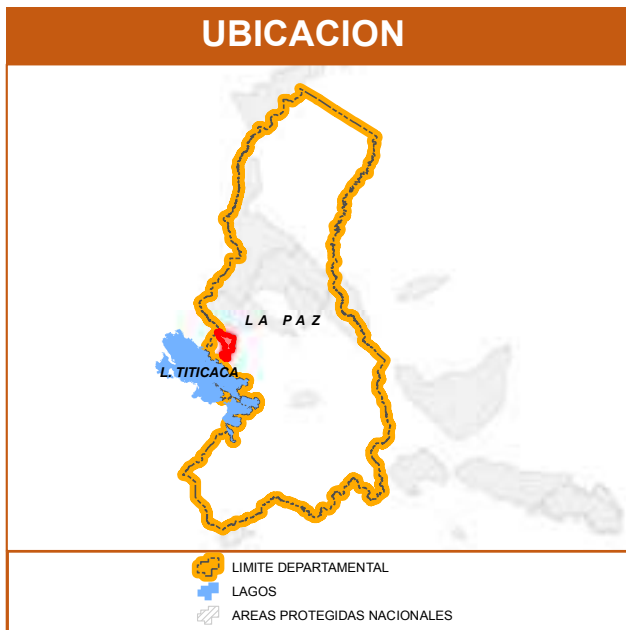 UBICACION
LA PAZ
L. TITICACA
LIMITE DEPARTAMENTAL
LAGOS
AREAS PROTEGIDAS NACIONALES